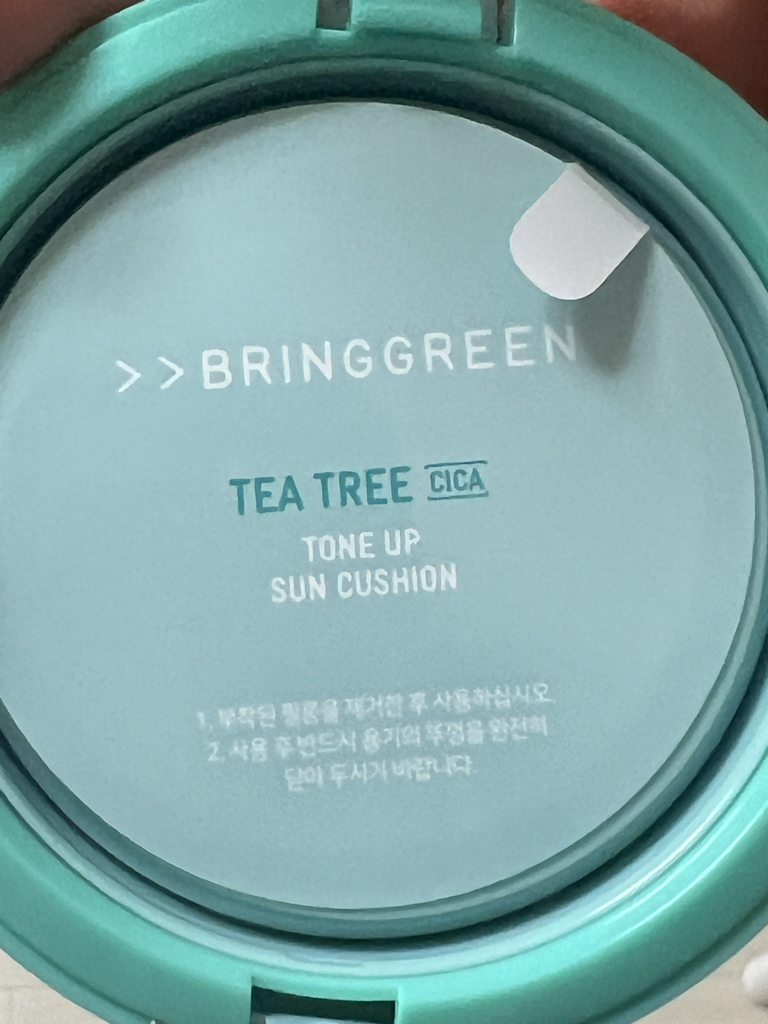 >>BRINGGREEN
TEA TREE CICA
TONE UP
SUN CUSHION
1. 부착된 필름을 제거한 후 사용하십시오
2. 사용 후 반드시 용기의 뚜껑을 완전히
닫아 두시기 바랍니다.